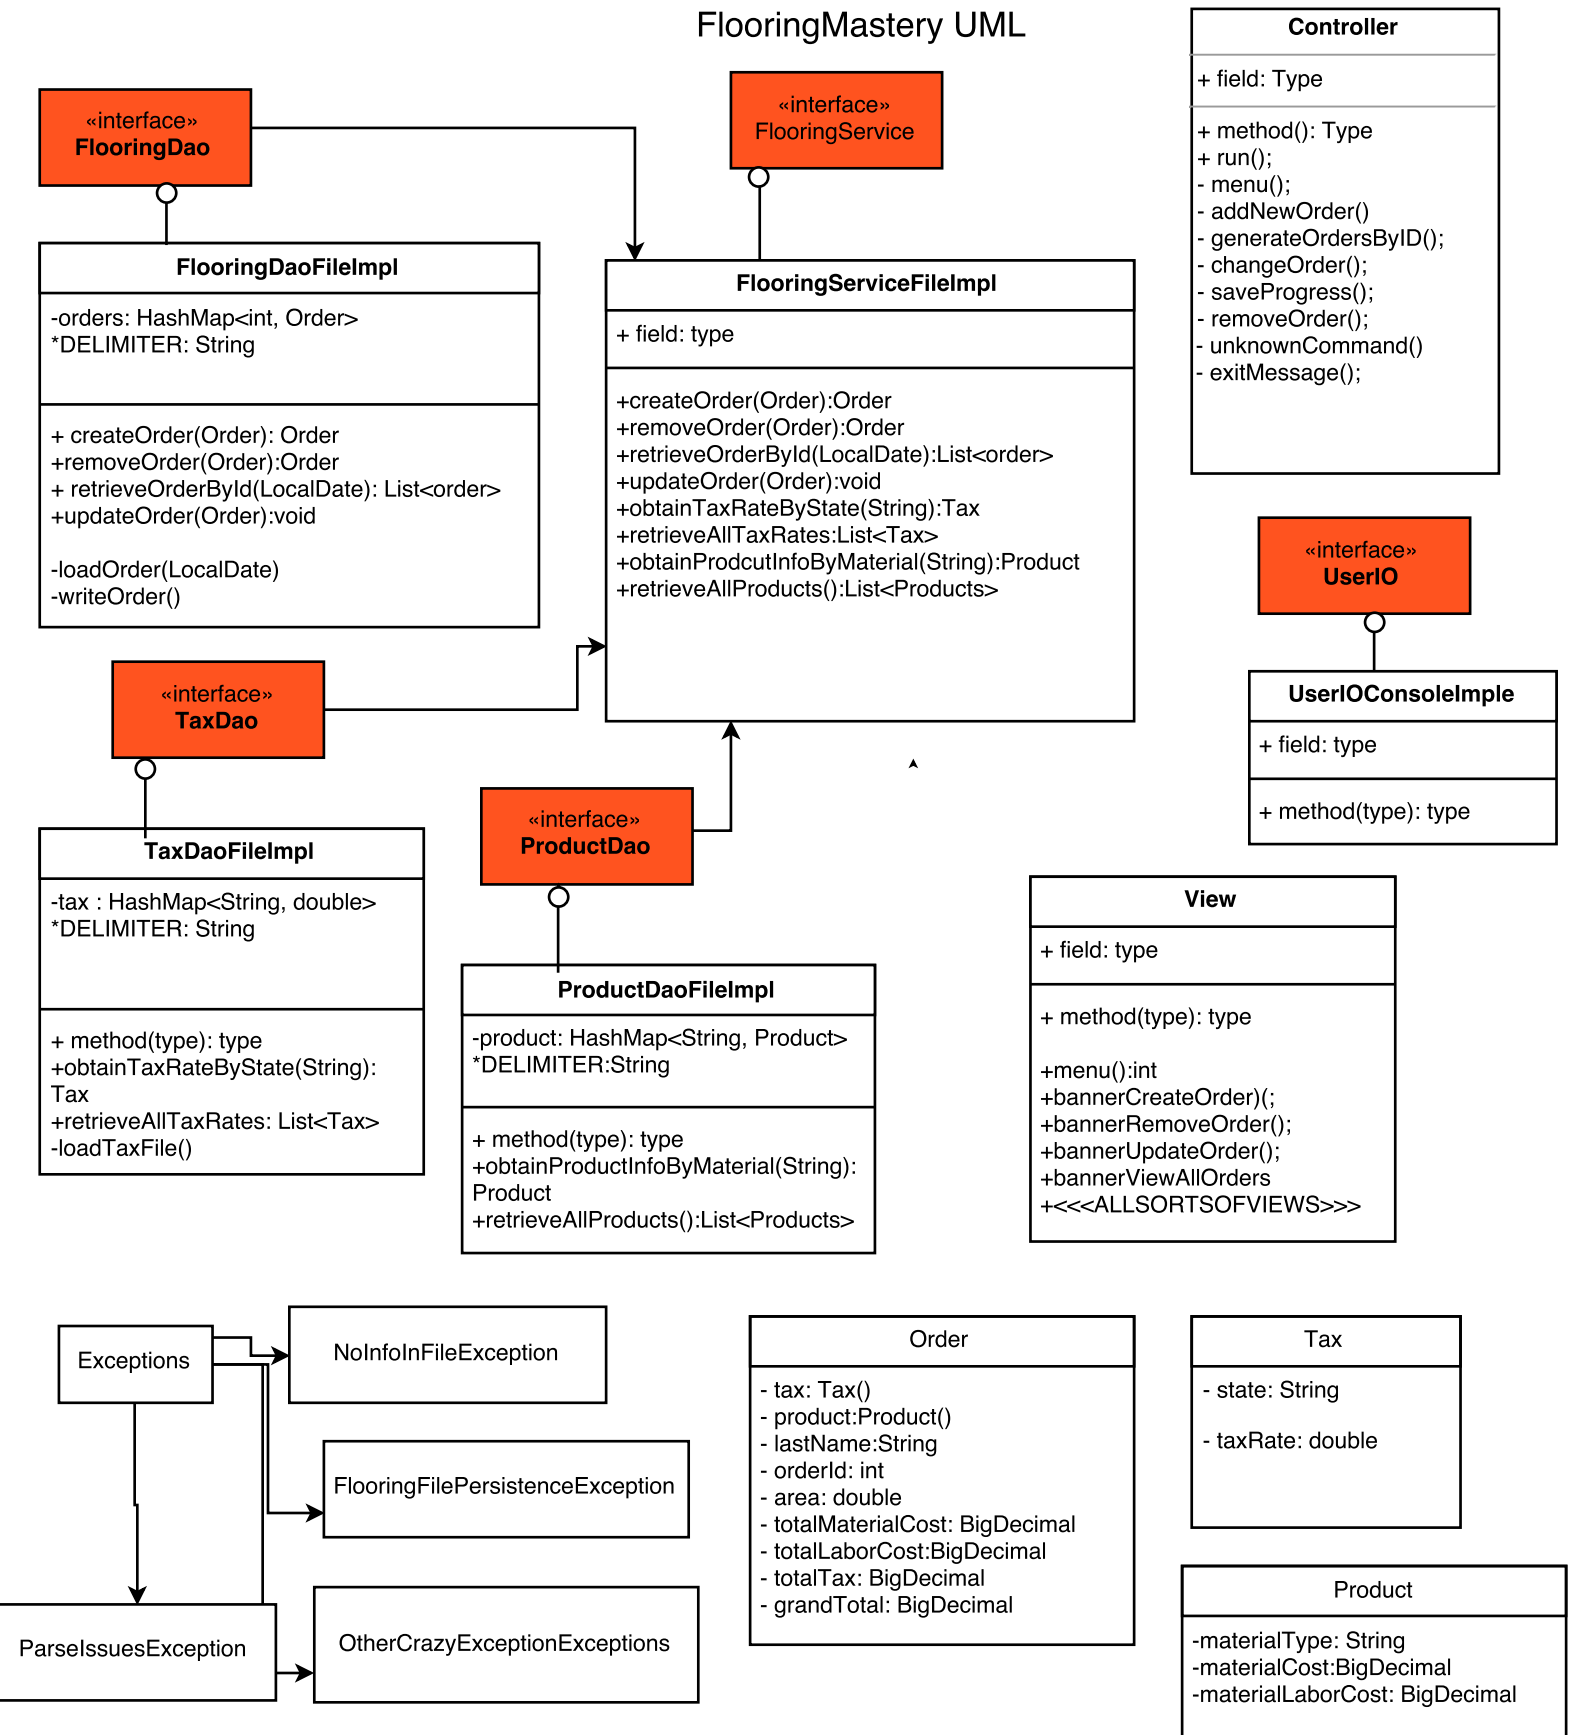 FlooringMastery UML
«interface»
FlooringDao
FlooringDaoFileImpl
-orders: HashMap<int, Order>
*DELIMITER: String
+ createOrder(Order): Order
+removeOrder(Order):Order
+ retrieveOrderById(LocalDate): List<order>
+updateOrder(Order):void
-loadOrder(LocalDate)
-writeOrder()
«interface»
FlooringService
FlooringServiceFileImpl
+ field: type
+createOrder(Order):Order
+removeOrder(Order):Order
+retrieveOrderById(LocalDate):List<order>
+updateOrder(Order):void
+obtainTaxRateByState(String):Tax
+retrieveAllTaxRates:List<Tax>
+obtainProdcutInfoByMaterial(String):Product
+retrieveAllProducts():List<Products>
Controller
+ field: Type
+ method(): Type
+ run();
- menu();
- addNewOrder()
- generateOrdersByID();
- changeOrder();
- saveProgress();
- removeOrder();
- unknownCommand()
- exitMessage();
«interface»
UserIO
UserIOConsoleImple
+ field: type
+ method(type): type
«interface»
TaxDao
TaxDaoFileImpl
-tax : HashMap<String, double>
*DELIMITER: String
+ method(type): type
+obtainTaxRateByState(String):
Tax
+retrieveAllTaxRates: List<Tax>
-loadTaxFile()
«interface»
ProductDao
ProductDaoFileImpl
-product: HashMap<String, Product>
*DELIMITER:String
+ method(type): type
+obtainProductInfoByMaterial(String):
Product
+retrieveAllProducts():List<Products>
View
+ field: type
+ method(type): type
+menu():int
+bannerCreateOrder)(;
+bannerRemoveOrder();
+bannerUpdateOrder();
+bannerViewAllOrders
+<<<ALLSORTSOFVIEWS>>>
Exceptions
NoInfoInFileException
FlooringFilePersistenceException
ParseIssuesException
OtherCrazyExceptionExceptions
Order
- tax: Tax()
- product:Product()
- lastName:String
- orderId: int
- area: double
- totalMaterialCost: BigDecimal
- totalLaborCost:BigDecimal
- totalTax: BigDecimal
- grandTotal: BigDecimal
Tax
- state: String
- taxRate: double
Product
-materialType: String
-materialCost:BigDecimal
-materialLaborCost: BigDecimal